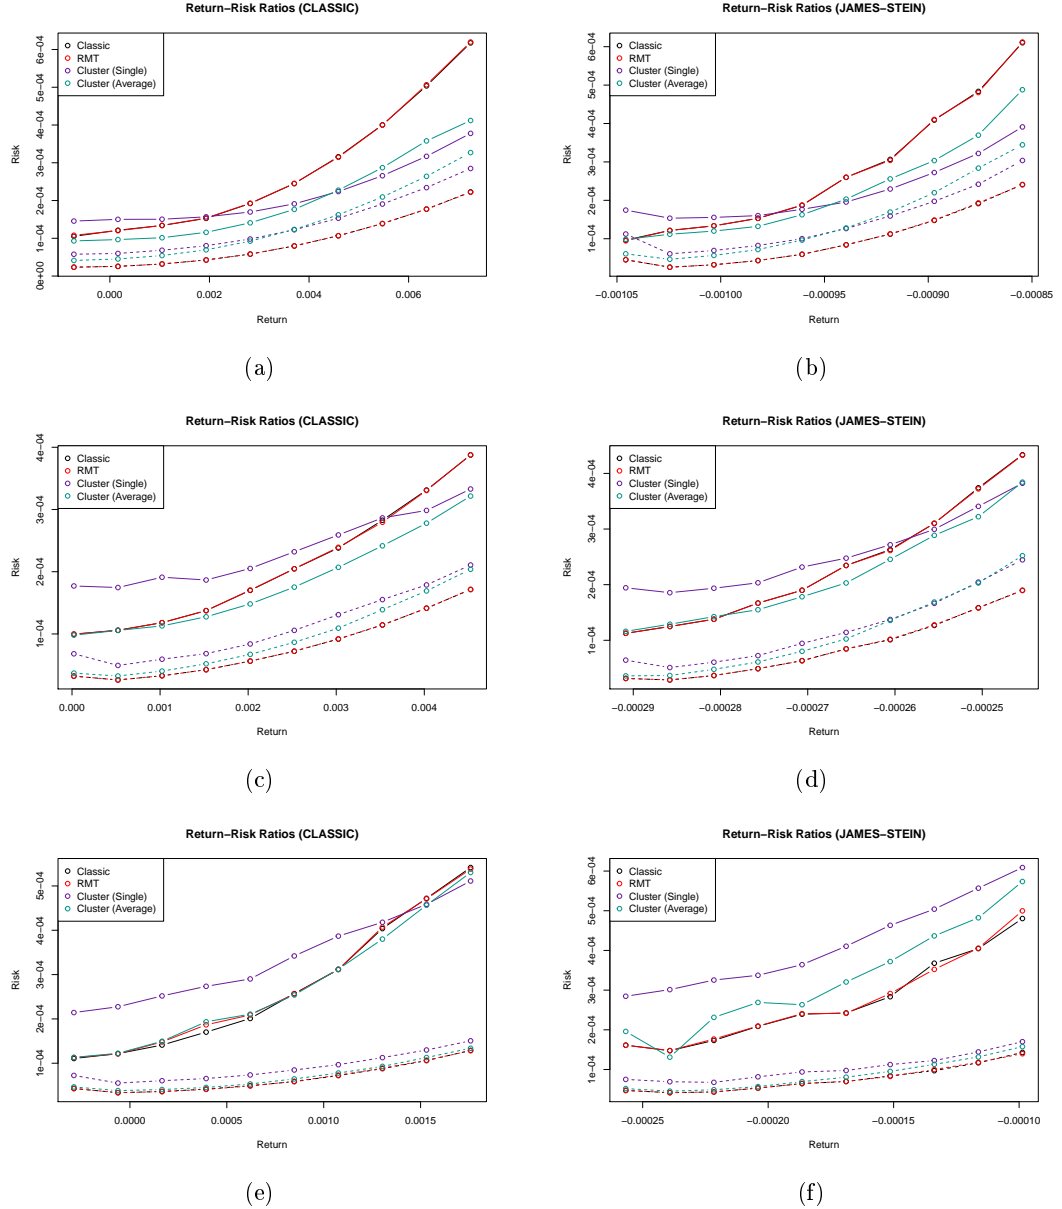 Return−Risk Ratios (CLASSIC)
Risk
0e+00 1e−04 2e−04 3e−04 4e−04 5e−04 6e−04
Classic
RMT
Cluster (Single)
Cluster (Average)
0.000 0.002 0.004 0.006
Return
(a)
Return−Risk Ratios (JAMES−STEIN)
Risk
1e−04 2e−04 3e−04 4e−04 5e−04 6e−04
Classic
RMT
Cluster (Single)
Cluster (Average)
−0.00105 −0.00100 −0.00095 −0.00090 −0.00085
Return
(b)
Return−Risk Ratios (CLASSIC)
Risk
1e−04 2e−04 3e−04 4e−04
Classic
RMT
Cluster (Single)
Cluster (Average)
0.000 0.001 0.002 0.003 0.004
Return
(c)
Return−Risk Ratios (JAMES−STEIN)
Risk
1e−04 2e−04 3e−04 4e−04
Classic
RMT
Cluster (Single)
Cluster (Average)
−0.00029 −0.00028 −0.00027 −0.00026 −0.00025
Return
(d)
Return−Risk Ratios (CLASSIC)
Risk
1e−04 2e−04 3e−04 4e−04 5e−04
Classic
RMT
Cluster (Single)
Cluster (Average)
0.0000 0.0005 0.0010 0.0015
Return
(e)
Return−Risk Ratios (JAMES−STEIN)
Risk
1e−04 2e−04 3e−04 4e−04 5e−04 6e−04
Classic
RMT
Cluster (Single)
Cluster (Average)
−0.00025 −0.00020 −0.00015 −0.00010
Return
(f)